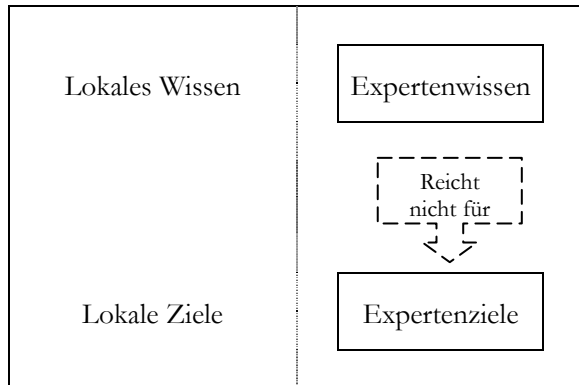 Lokales Wissen
Expertenwissen
Reicht
nicht für
Lokale Ziele
Expertenziele